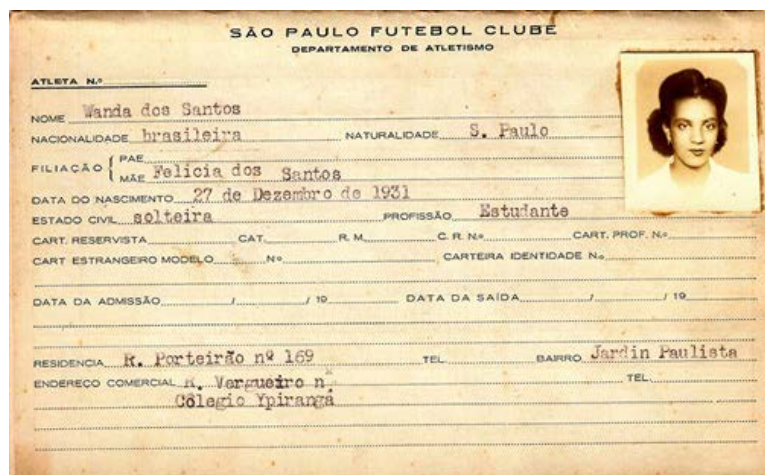 SÃO PAULO FUTEBOL CLUBE
DEPARTAMENTO DE ATLETISMO
ATLETA N.º
NOME Wanda dos Santos
NACIONALIDADE brasileira NATURALIDADE S. Paulo
FILIAÇÃO { PAE
MÃE Felicia dos Santos
DATA DO NASCIMENTO 27 de Dezembro de 1931
ESTADO CIVIL solteira PROFISSÃO Estudante
CART. RESERVISTA CAT. R. M. C. R. N.º CART. PROF. N.º
CART ESTRANGEIRO MODELO N.º CARTEIRA IDENTIDADE N.º
DATA DA ADMISSÃO / / 19 DATA DA SAÍDA / / 19
RESIDENCIA R. Porteirão nº 169 TEL. BAIRRO Jardin Paulista
ENDEREÇO COMERCIAL R. Vergueiro n. TEL.
Colegio Ypiranga